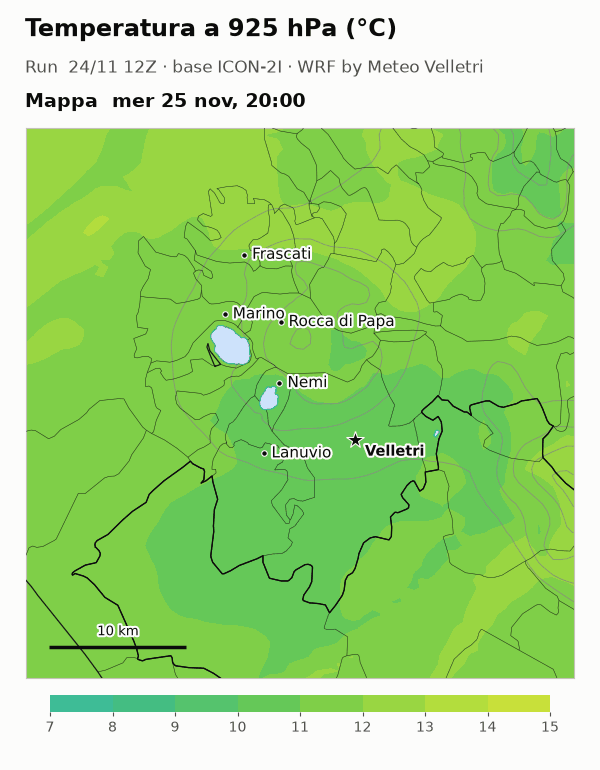 Temperatura a 925 hPa (°C)
Run  24/11 12Z · base ICON-2I · WRF by Meteo Velletri
Mappa  mer 25 nov, 20:00
Frascati
Marino
Rocca di Papa
Nemi
Velletri
Lanuvio
10 km
7 8 9 10 11 12 13 14 15